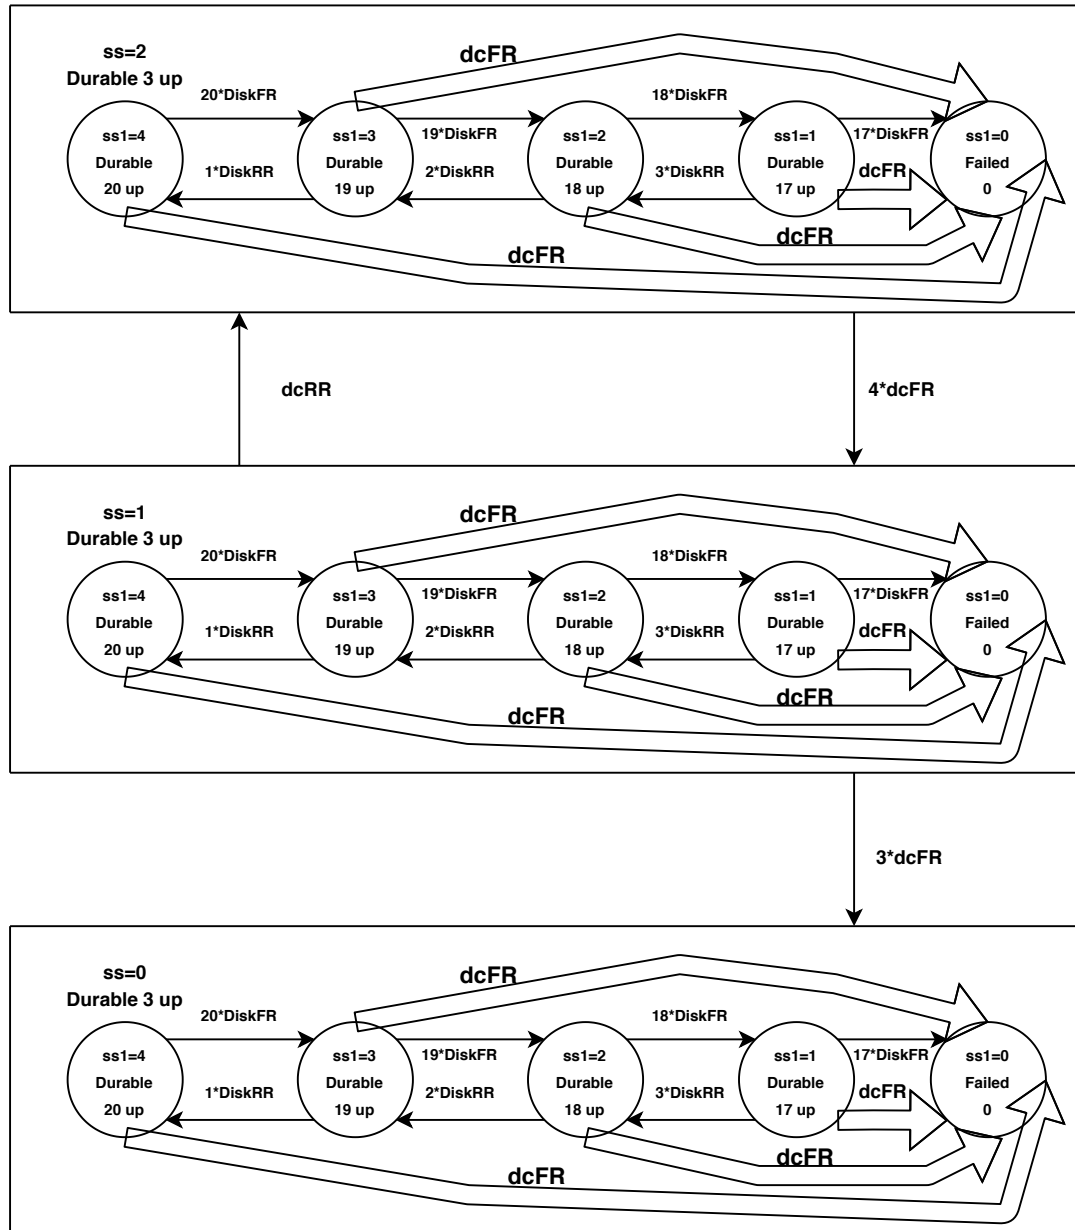 ss=2
Durable 3 up
dcFR
20*DiskFR
18*DiskFR
19*DiskFR
17*DiskFR
ss1=4
Durable
20 up
ss1=3
Durable
19 up
ss1=2
Durable
18 up
ss1=1
Durable
17 up
ss1=0
Failed
0
1*DiskRR
2*DiskRR
3*DiskRR
dcFR
dcFR
dcFR
dcRR
4*dcFR
ss=1
Durable 3 up
dcFR
20*DiskFR
18*DiskFR
19*DiskFR
17*DiskFR
ss1=4
Durable
20 up
ss1=3
Durable
19 up
ss1=2
Durable
18 up
ss1=1
Durable
17 up
ss1=0
Failed
0
1*DiskRR
2*DiskRR
3*DiskRR
dcFR
dcFR
dcFR
3*dcFR
ss=0
Durable 3 up
dcFR
20*DiskFR
18*DiskFR
19*DiskFR
17*DiskFR
ss1=4
Durable
20 up
ss1=3
Durable
19 up
ss1=2
Durable
18 up
ss1=1
Durable
17 up
ss1=0
Failed
0
1*DiskRR
2*DiskRR
3*DiskRR
dcFR
dcFR
dcFR